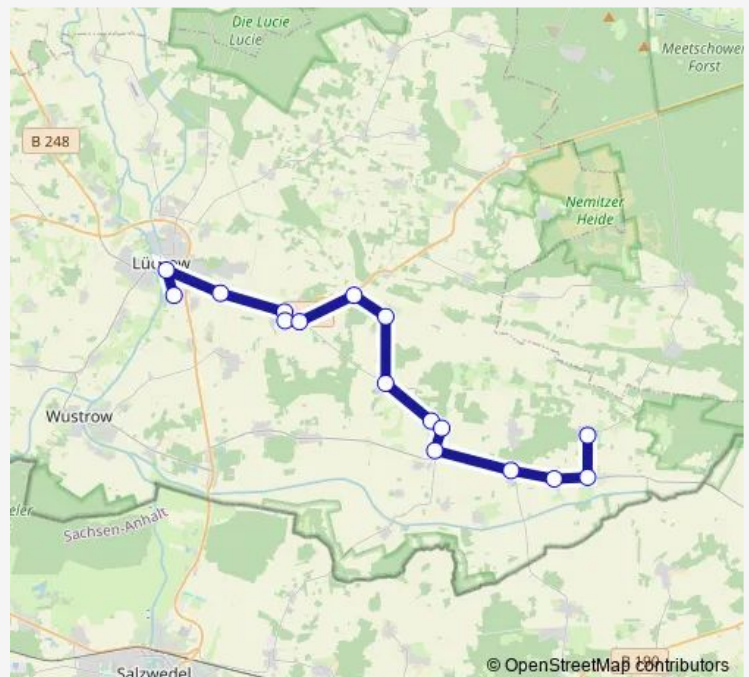 Die Lucie
Lucie
Meetschower
Forst
B 248
Nemitzer
Heide
Wustrow
Sachsen-Anhalt
Salzwedel
© OpenStreetMap contributors